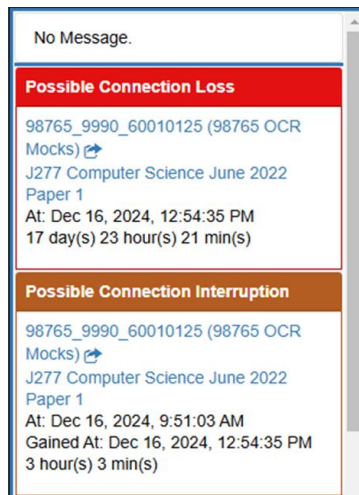 No Message.
Possible Connection Loss
98765_9990_60010125 (98765 OCR
Mocks)
J277 Computer Science June 2022
Paper 1
At: Dec 16, 2024, 12:54:35 PM
17 day(s) 23 hour(s) 21 min(s)
Possible Connection Interruption
98765_9990_60010125 (98765 OCR
Mocks)
J277 Computer Science June 2022
Paper 1
At: Dec 16, 2024, 9:51:03 AM
Gained At: Dec 16, 2024, 12:54:35 PM
3 hour(s) 3 min(s)